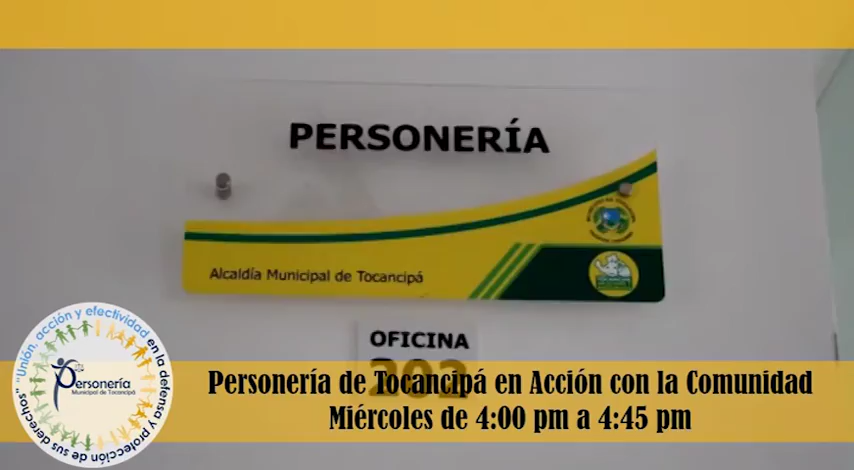 PERSONERÍA
Alcaldía Municipal de Tocancipá
OFICINA
202
Personería de Tocancipá en Acción con la Comunidad
Miércoles de 4:00 pm a 4:45 pm
"Unión, acción y efectividad en la defensa y protección de sus derechos"
Personería
Municipal de Tocancipá